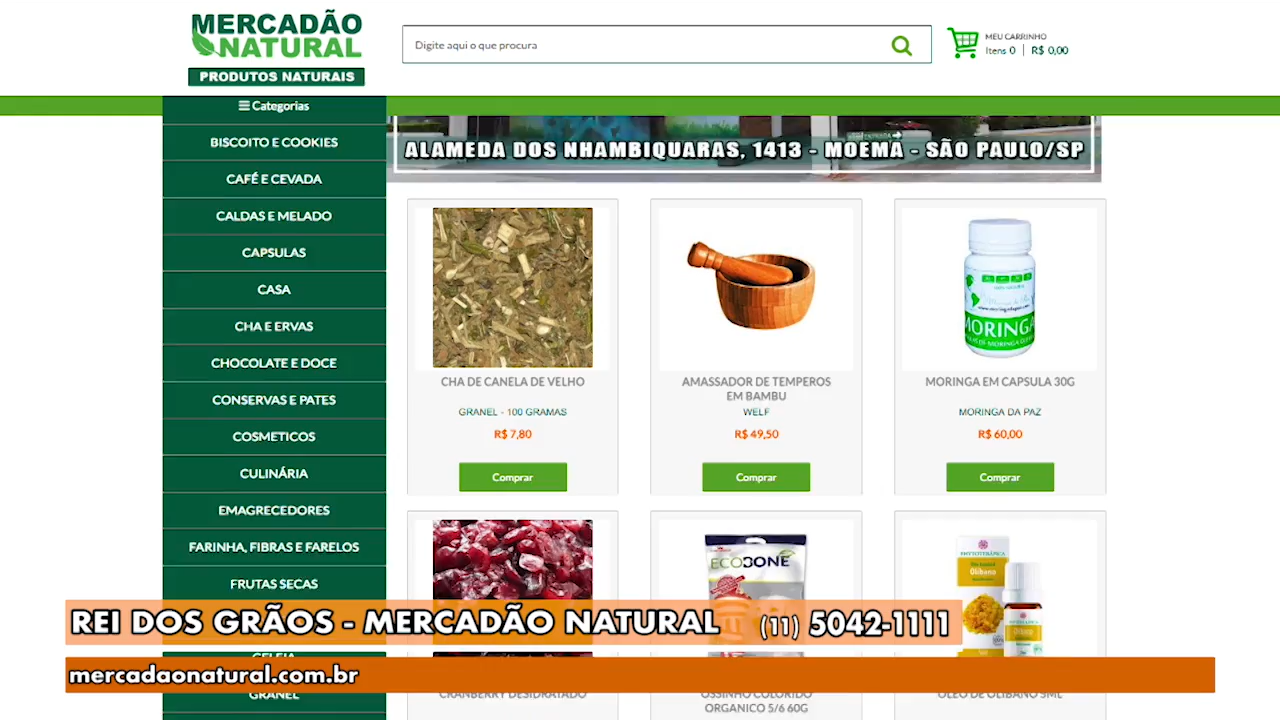 MERCADÃO
NATURAL
PRODUTOS NATURAIS
Digite aqui o que procura
MEU CARRINHO
Itens 0 | R$ 0,00
Categorias
BISCOITO E COOKIES
CAFÉ E CEVADA
CALDAS E MELADO
CAPSULAS
CASA
CHA E ERVAS
CHOCOLATE E DOCE
CONSERVAS E PATES
COSMETICOS
CULINÁRIA
EMAGRECEDORES
FARINHA, FIBRAS E FARELOS
FRUTAS SECAS
GELEIA
GRANEL
ENTRADA
ALAMEDA DOS NHAMBIQUARAS, 1413 - MOEMA - SÃO PAULO/SP
CHA DE CANELA DE VELHO
GRANEL - 100 GRAMAS
R$ 7,80
Comprar
AMASSADOR DE TEMPEROS
EM BAMBU
WELF
R$ 49,50
Comprar
MORINGA
MORINGA EM CAPSULA 30G
MORINGA DA PAZ
R$ 60,00
Comprar
CRANBERRY DESIDRATADO
ECOBONE
OSSINHO COLORIDO
ORGANICO 5/6 60G
PHYTOTERÁPICA
Olíbano
OLEO DE OLIBANO 5ML
REI DOS GRÃOS - MERCADÃO NATURAL (11) 5042-1111
mercadaonatural.com.br